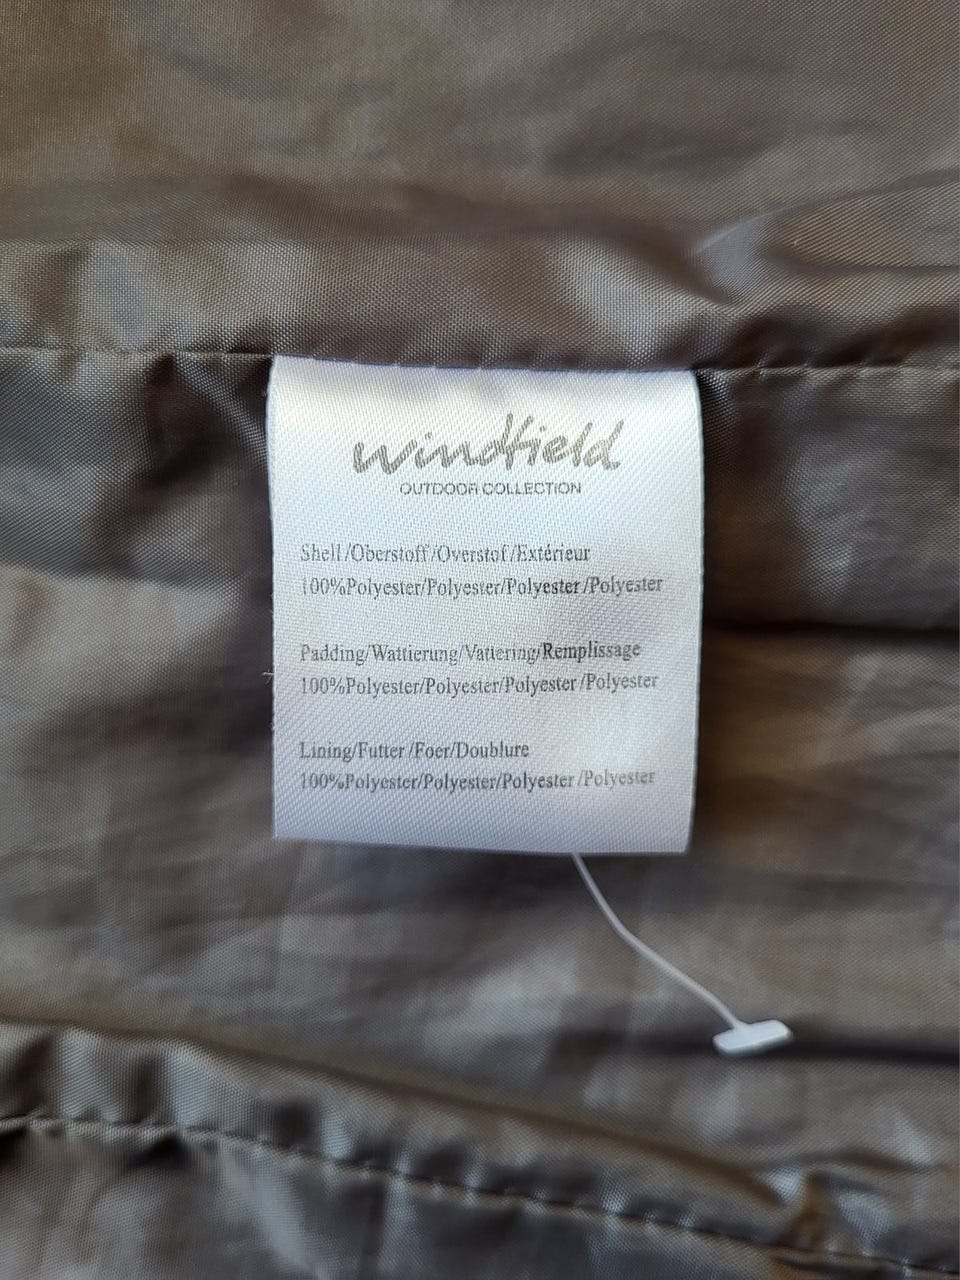 windfield
OUTDOOR COLLECTION
Shell/Oberstoff/Overstof/Extérieur
100%Polyester/Polyester/Polyester/Polyester
Padding/Wattierung/Vattering/Remplissage
100%Polyester/Polyester/Polyester/Polyester
Lining/Futter/Foer/Doublure
100%Polyester/Polyester/Polyester/Polyester